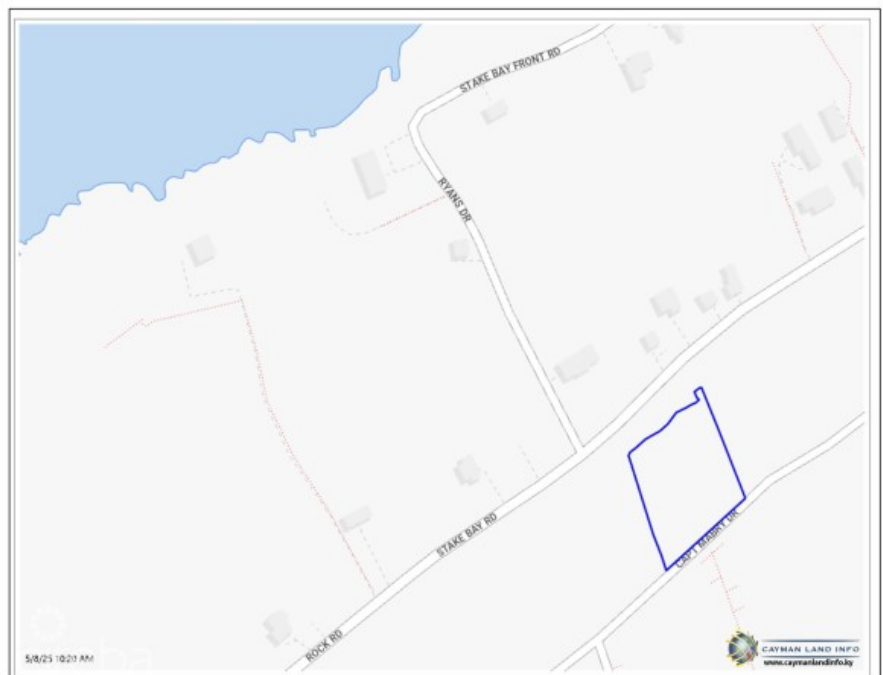 STAKE BAY FRONT RD
RYANS DR
STAKE BAY RD
CAPT MABRY DR
ROCK RD
5/8/25 10:20 AM
CAYMAN LAND INFO
www.caymanlandinfo.ky